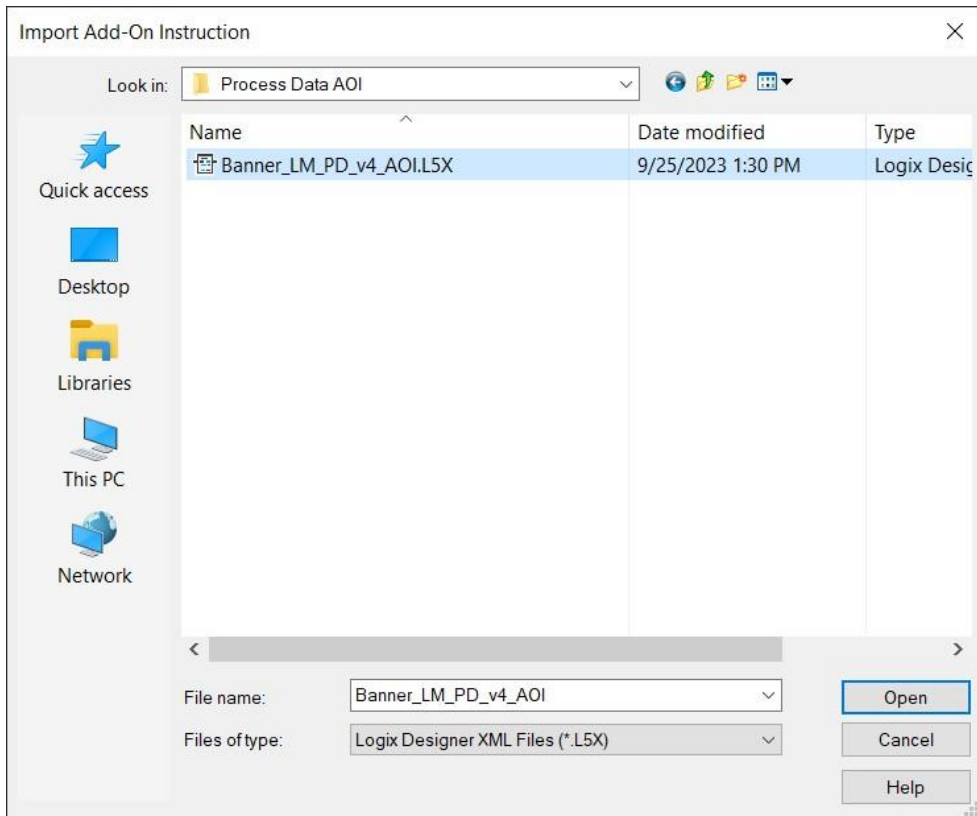 Import Add-On Instruction
Look in: Process Data AOI
Name Date modified Type
Banner_LM_PD_v4_AOI.L5X 9/25/2023 1:30 PM Logix Desig
Quick access
Desktop
Libraries
This PC
Network
File name: Banner_LM_PD_v4_AOI Open
Files of type: Logix Designer XML Files (*.L5X) Cancel
Help